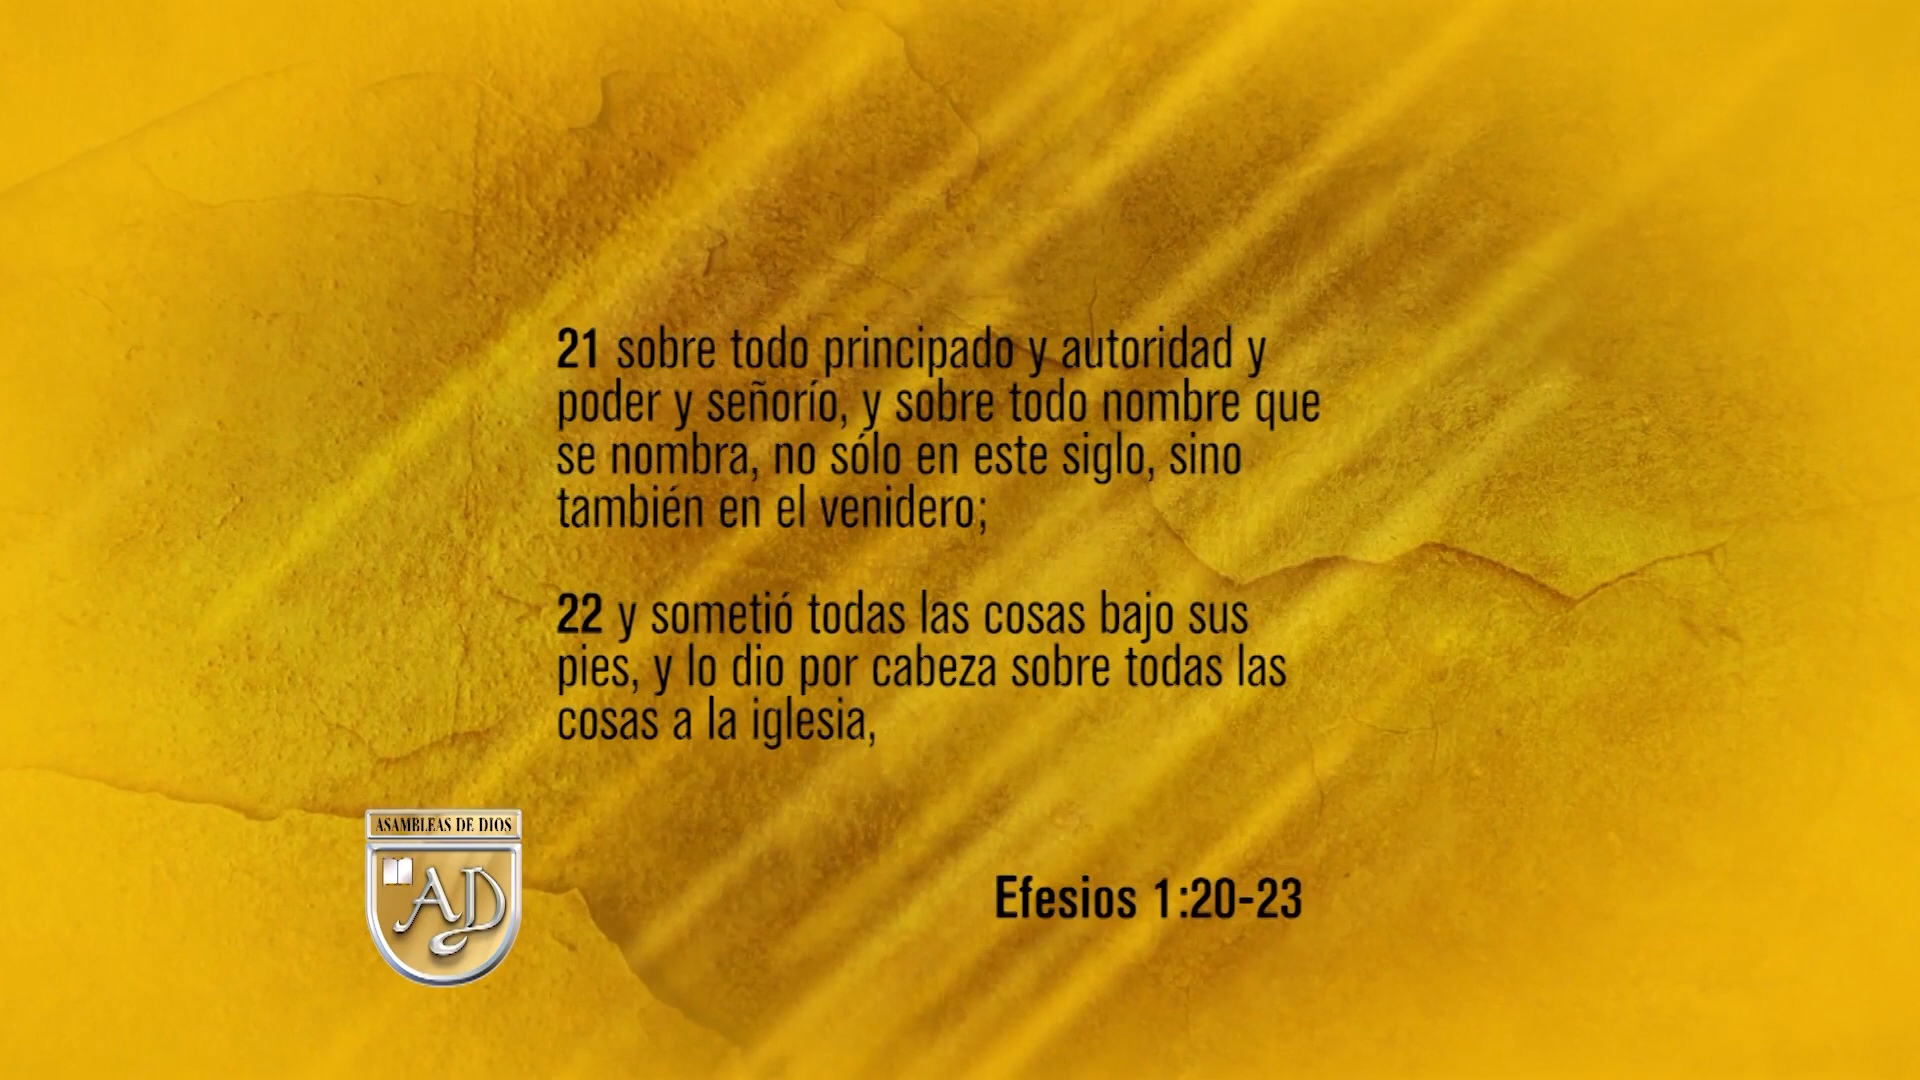 21 sobre todo principado y autoridad y
poder y señorío, y sobre todo nombre que
se nombra, no sólo en este siglo, sino
también en el venidero;
22 y sometió todas las cosas bajo sus
pies, y lo dio por cabeza sobre todas las
cosas a la iglesia,
ASAMBLEAS DE DIOS
AD
Efesios 1:20-23